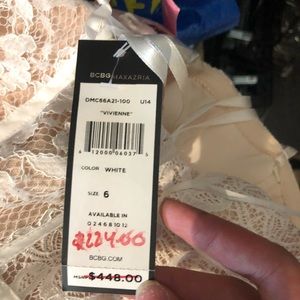 BCBGMAXAZRIA
OMC66A21-100 U14
"VIVIENNE"
COLOR WHITE
SIZE 6
AVAILABLE IN
0 2 4 6 8 10 12
$224.00
BCBG.COM
$448.00